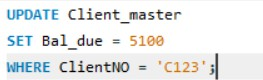 UPDATE Client_master
SET Bal_due = 5100
WHERE ClientNO = 'C123';